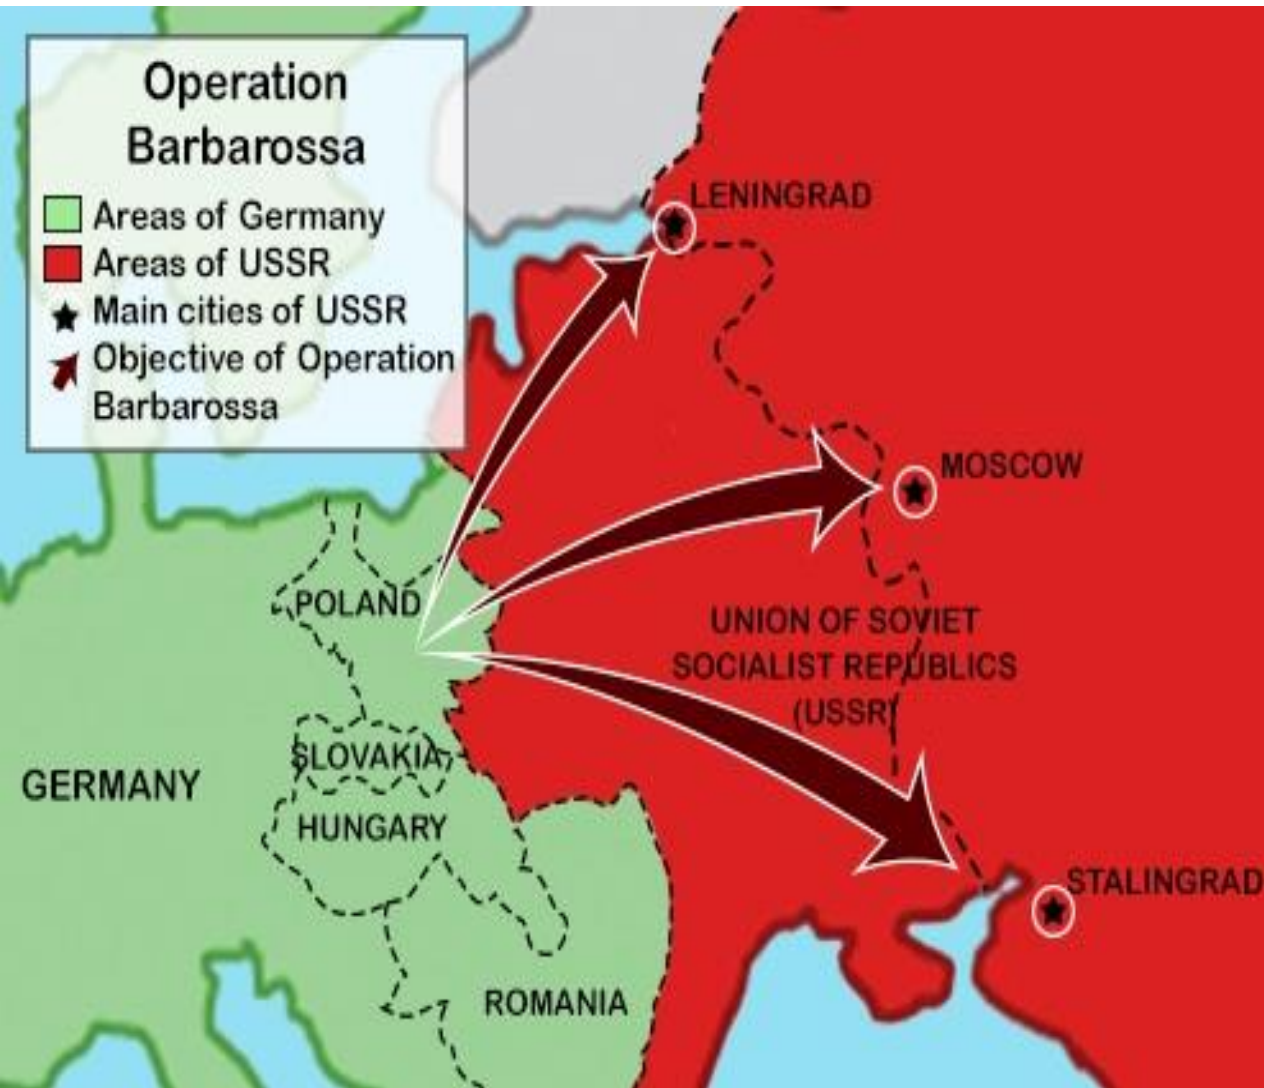 Operation
Barbarossa
Areas of Germany
Areas of USSR
Main cities of USSR
Objective of Operation
Barbarossa
LENINGRAD
MOSCOW
POLAND
UNION OF SOVIET
SOCIALIST REPUBLICS
(USSR)
SLOVAKIA
GERMANY
HUNGARY
STALINGRAD
ROMANIA